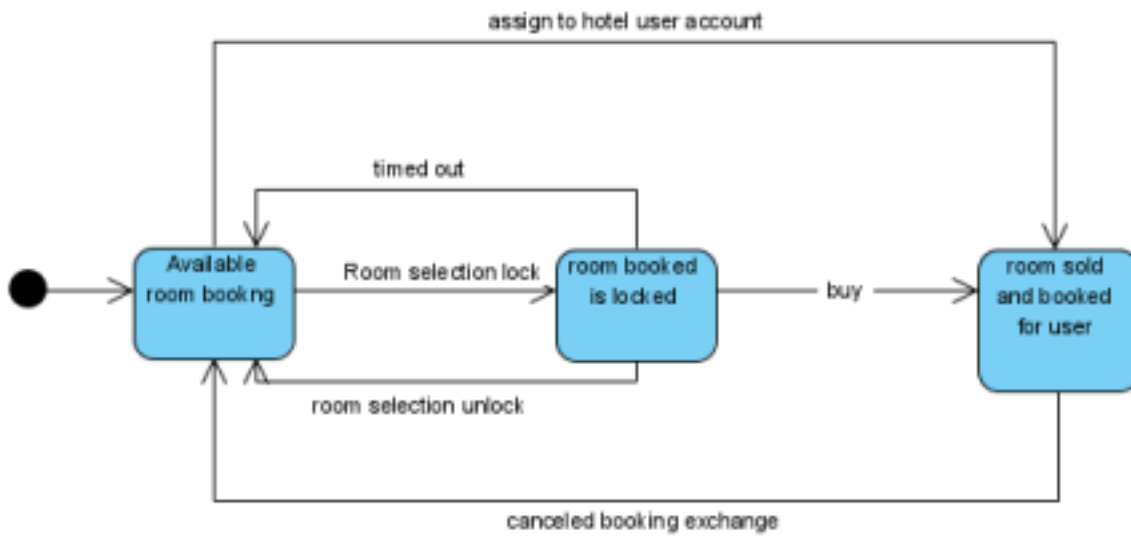 assign to hotel user account
timed out
Available
room bookng
Room selection lock
room booked
is locked
buy
room sold
and booked
for user
room selection unlock
canceled booking exchange